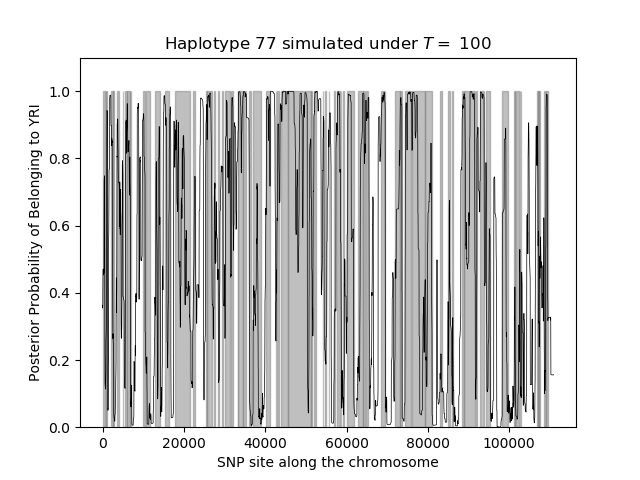 Haplotype 77 simulated under T = 100
Posterior Probability of Belonging to YRI
1.0
0.8
0.6
0.4
0.2
0.0
0 20000 40000 60000 80000 100000
SNP site along the chromosome